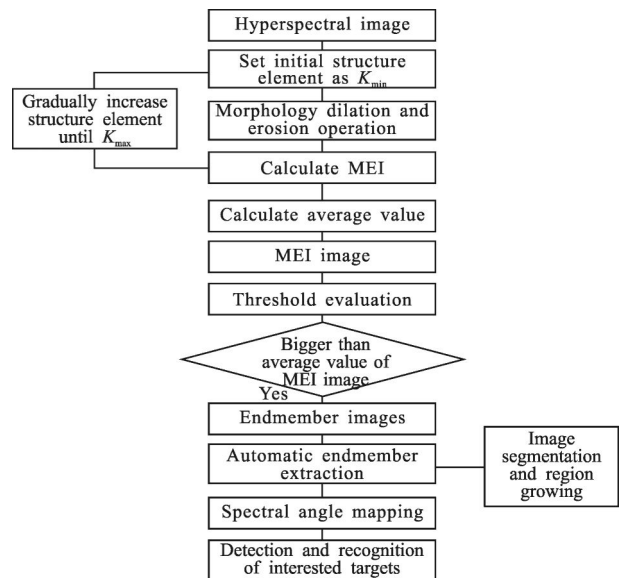 Hyperspectral image
Set initial structure
element as Kmin
Gradually increase
structure element
until Kmax
Morphology dilation and
erosion operation
Calculate MEI
Calculate average value
MEI image
Threshold evaluation
Bigger than
average value of
MEI image
Yes
Endmember images
Automatic endmember
extraction
Image
segmentation
and region
growing
Spectral angle mapping
Detection and recognition
of interested targets